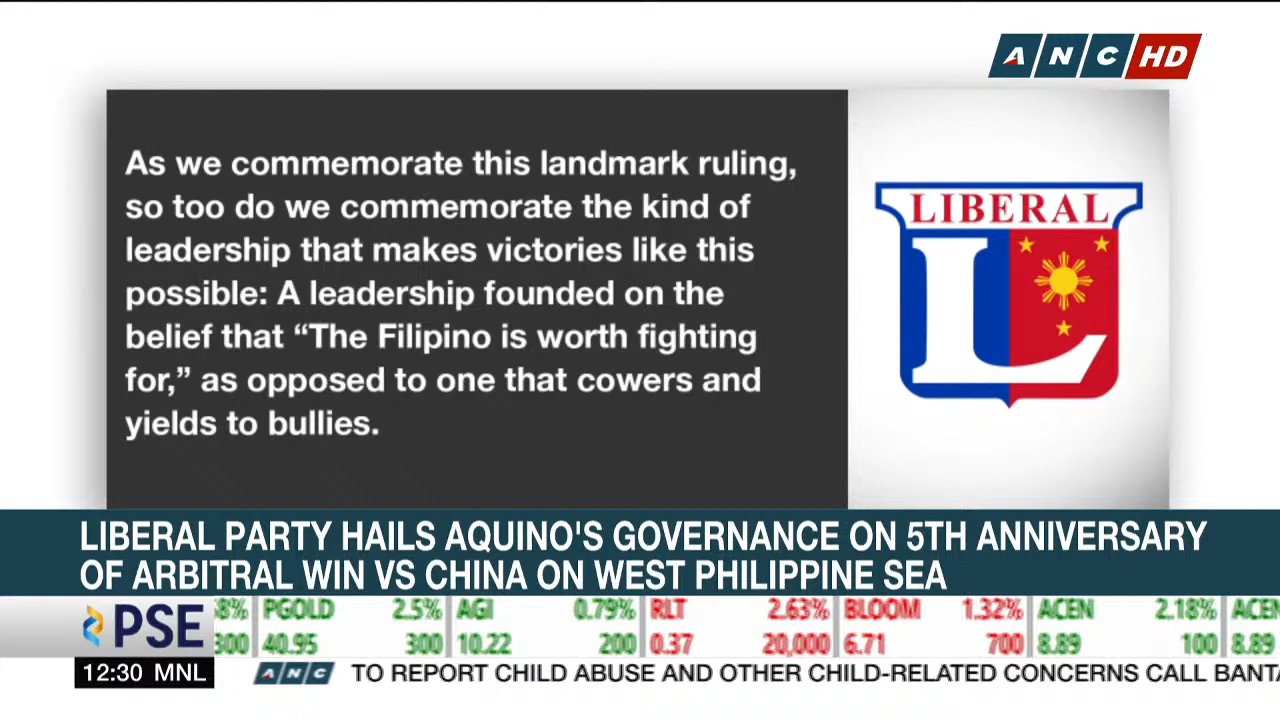 ANC HD
As we commemorate this landmark ruling,
so too do we commemorate the kind of
leadership that makes victories like this
possible: A leadership founded on the
belief that “The Filipino is worth fighting
for,” as opposed to one that cowers and
yields to bullies.
LIBERAL
L
LIBERAL PARTY HAILS AQUINO'S GOVERNANCE ON 5TH ANNIVERSARY
OF ARBITRAL WIN VS CHINA ON WEST PHILIPPINE SEA
PSE
8% PGOLD 2.5% AGI 0.79% RLT 2.63% BLOOM 1.32% ACEN 2.18% ACEN
300 40.95 300 10.22 200 0.37 20,000 6.71 700 8.89 100 8.89
12:30 MNL ANC TO REPORT CHILD ABUSE AND OTHER CHILD-RELATED CONCERNS CALL BANTA